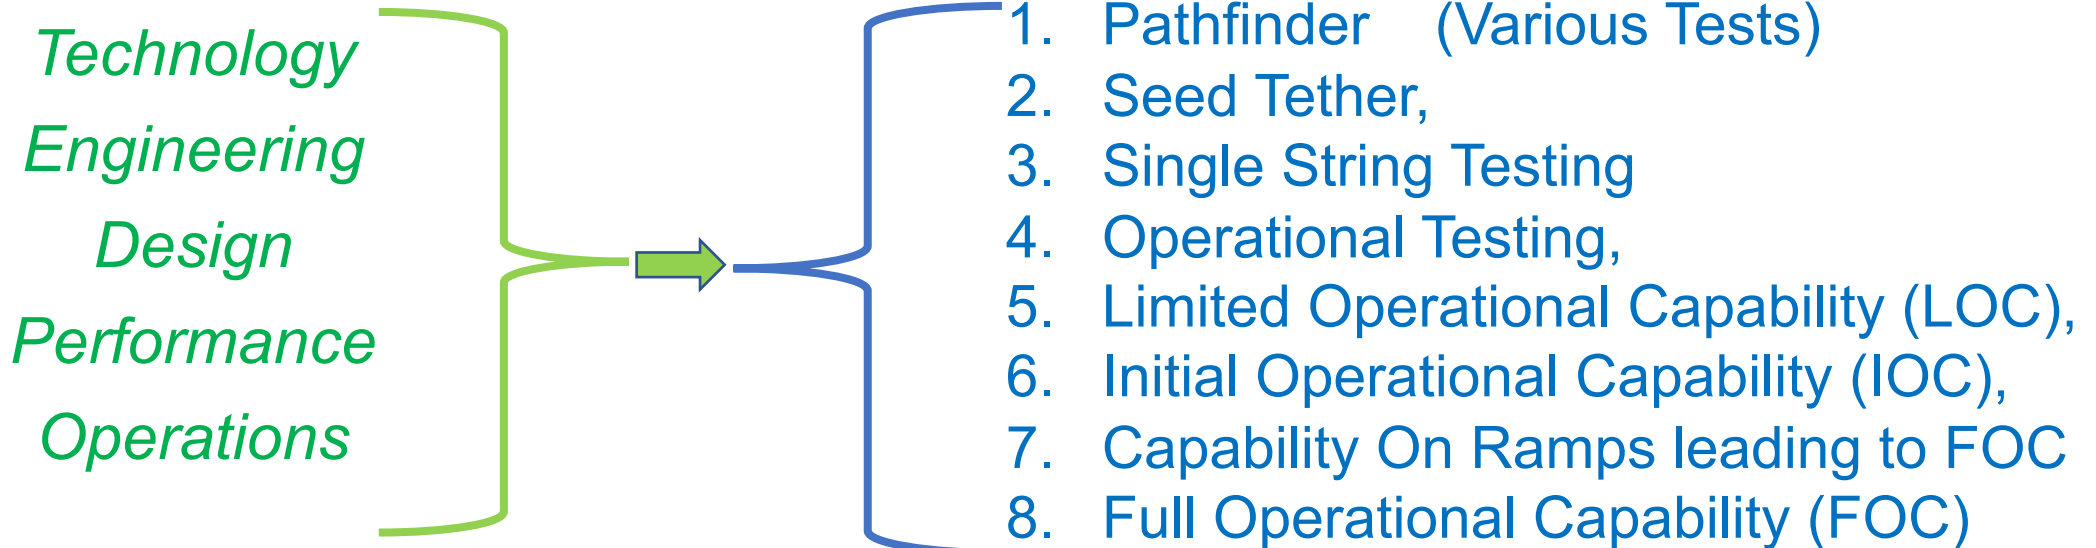 Technology
Engineering
Design
Performance
Operations
1. Pathfinder (Various Tests)
2. Seed Tether,
3. Single String Testing
4. Operational Testing,
5. Limited Operational Capability (LOC),
6. Initial Operational Capability (IOC),
7. Capability On Ramps leading to FOC
8. Full Operational Capability (FOC)